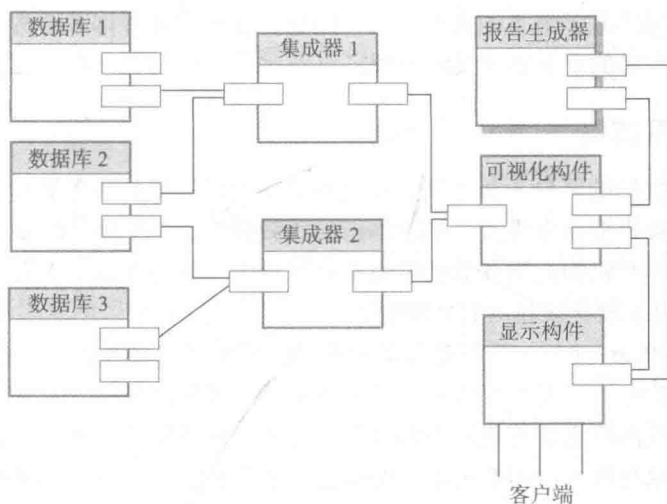 数据库 1
集成器 1
报告生成器
数据库 2
可视化构件
集成器 2
数据库 3
显示构件
客户端